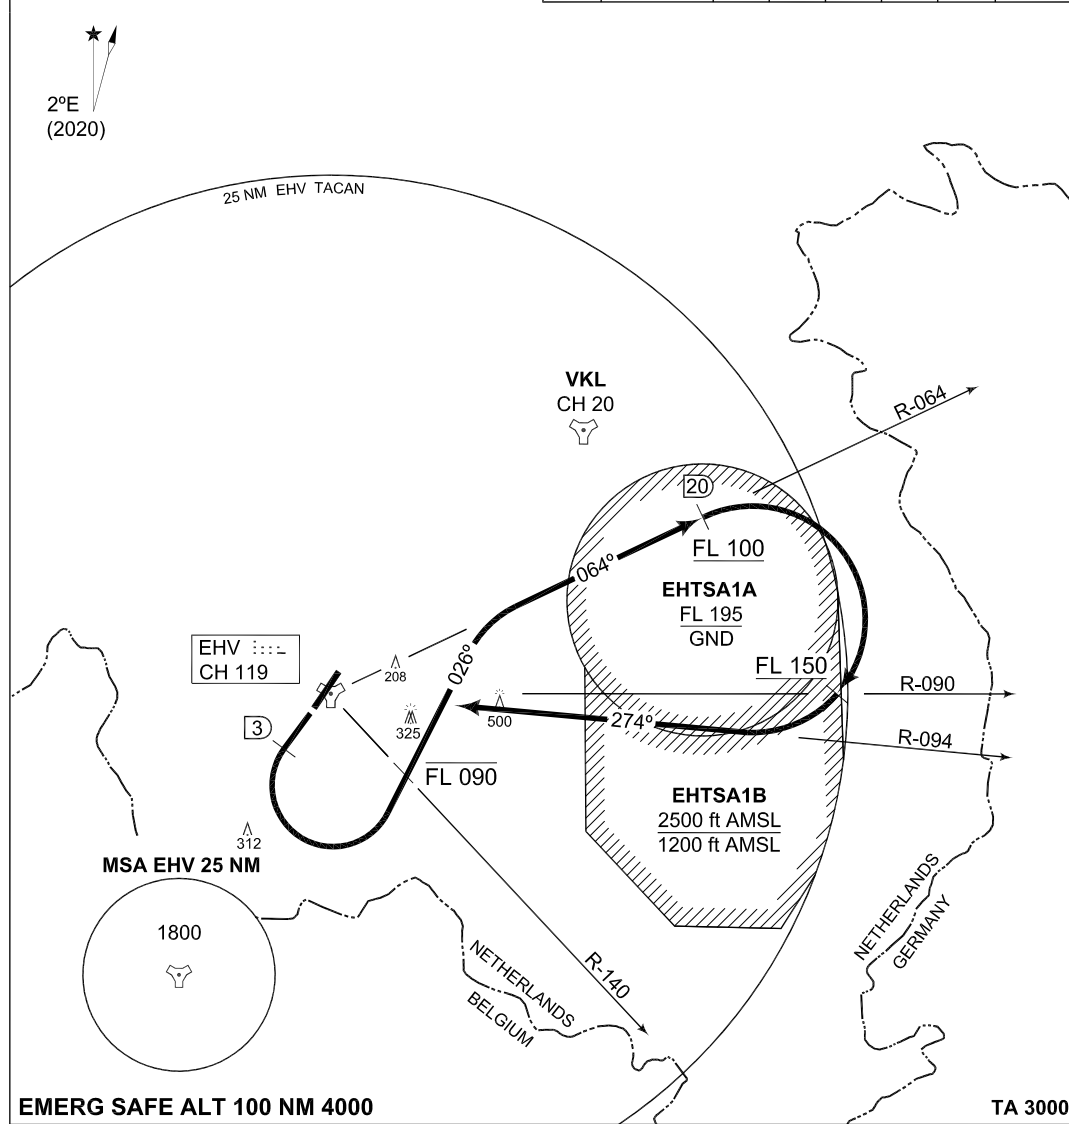 2ºE
(2020)
25 NM EHV TACAN
VKL
CH 20
R-064
20
FL 100
064º
EHTSA1A
FL 195
GND
EHV
CH 119
208
026º
FL 150
R-090
500
274º
325
3
R-094
FL 090
EHTSA1B
2500 ft AMSL
1200 ft AMSL
312
MSA EHV 25 NM
1800
NETHERLANDS
GERMANY
R-140
NETHERLANDS
BELGIUM
EMERG SAFE ALT 100 NM 4000
TA 3000